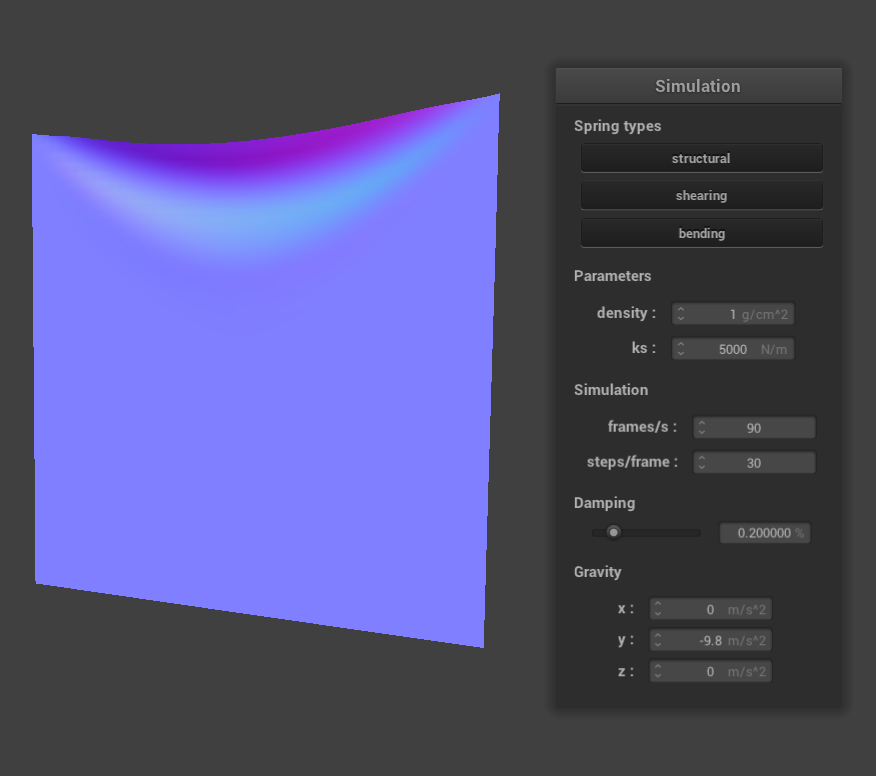 Simulation
Spring types
structural
shearing
bending
Parameters
density : 1 g/cm^2
ks : 5000 N/m
Simulation
frames/s : 90
steps/frame : 30
Damping
0.200000 %
Gravity
x : 0 m/s^2
y : -9.8 m/s^2
z : 0 m/s^2